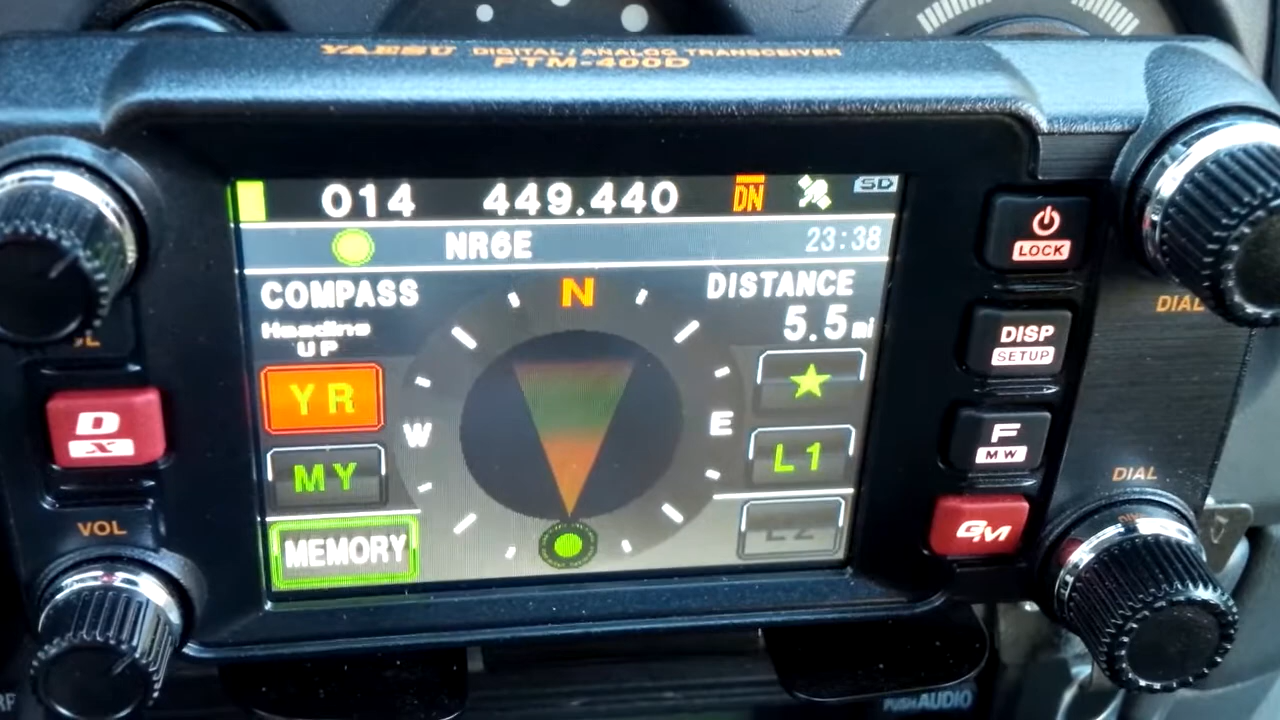 YAESU DIGITAL / ANALOG TRANSCEIVER
FTM-400D
014 449.440 DN SD
NR6E 23:38
COMPASS N DISTANCE
Heading 5.5 mi
UP
YR ★
W E
MY L1
MEMORY L2
LOCK
DISP
SETUP
F
MW
GM
D
X
VOL
DIAL
DIAL
PUSH AUDIO